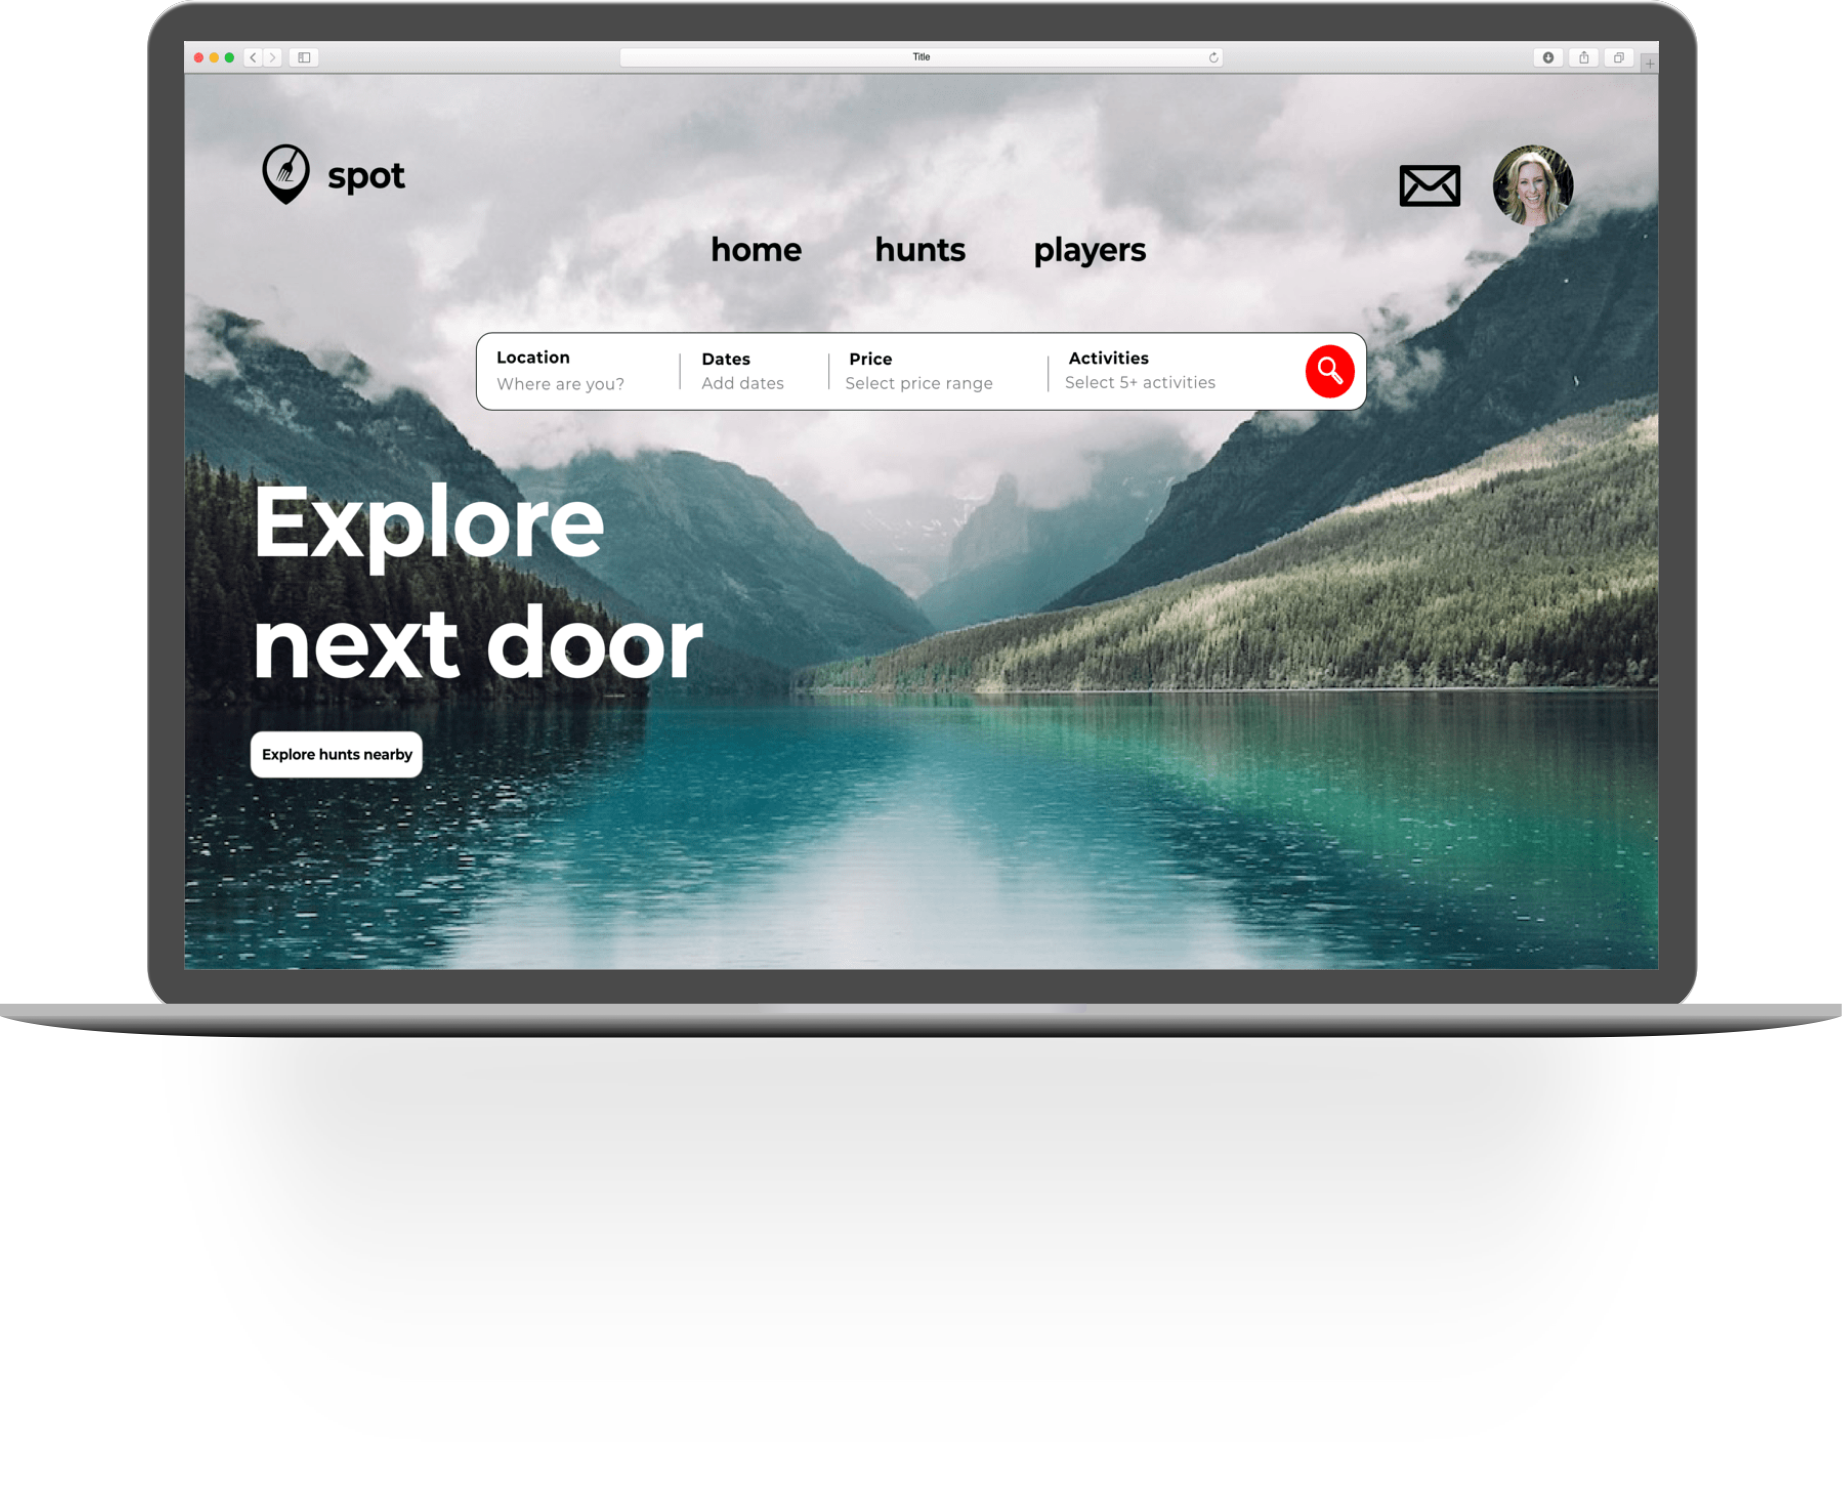 Title
spot
home hunts players
Location Dates Price Activities
Where are you? Add dates Select price range Select 5+ activities
Explore
next door
Explore hunts nearby